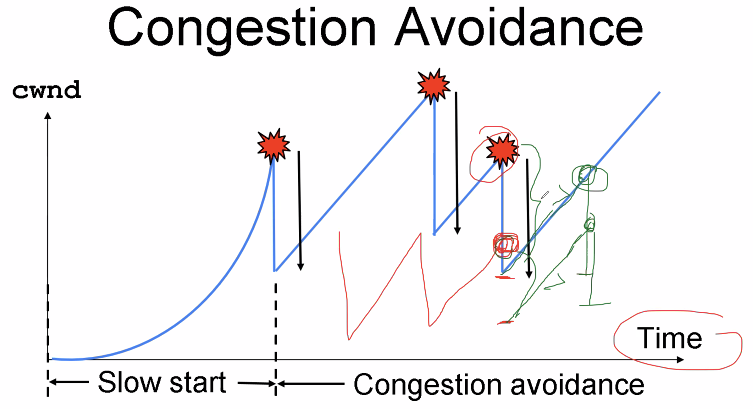 Congestion Avoidance
cwnd
Time
Slow start
Congestion avoidance